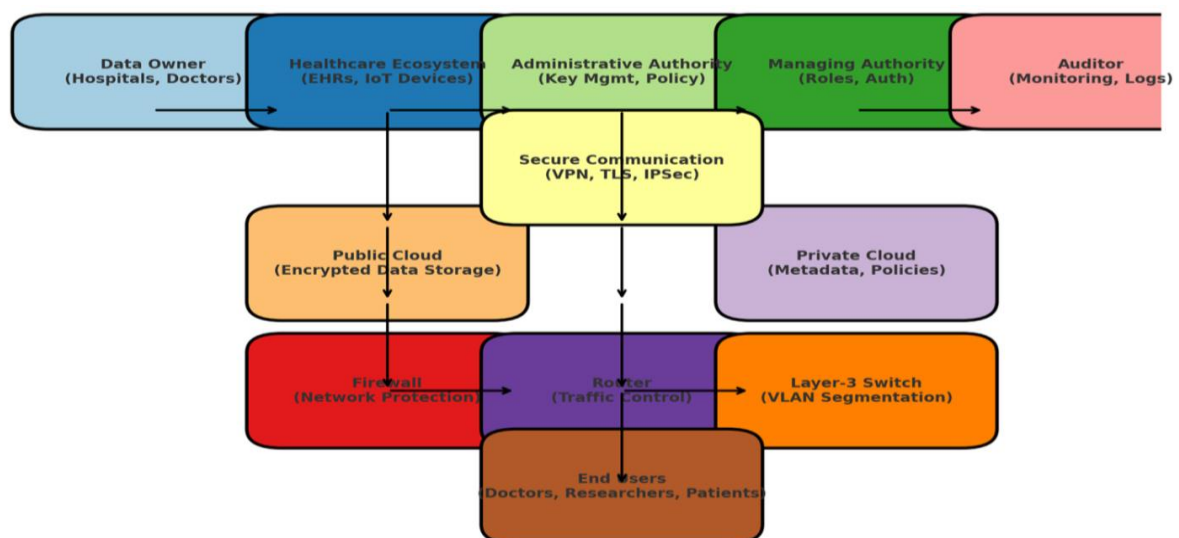 Data Owner
(Hospitals, Doctors)
Healthcare Ecosystem
(EHRs, IoT Devices)
Administrative Authority
(Key Mgmt, Policy)
Managing Authority
(Roles, Auth)
Auditor
(Monitoring, Logs)
Secure Communication
(VPN, TLS, IPSec)
Public Cloud
(Encrypted Data Storage)
Private Cloud
(Metadata, Policies)
Firewall
(Network Protection)
Router
(Traffic Control)
Layer-3 Switch
(VLAN Segmentation)
End Users
(Doctors, Researchers, Patients)